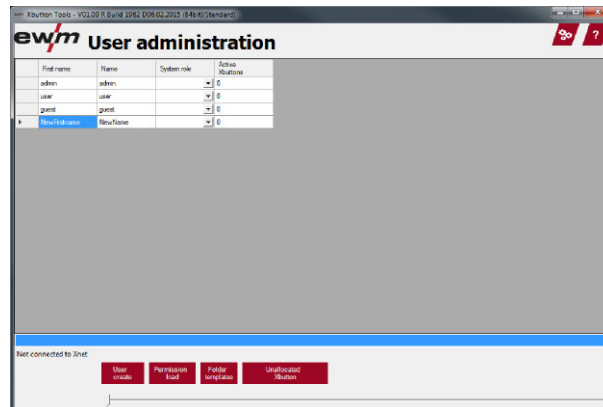 Xbutton Tools - V01.00 R Build 1962 D06.02.2015 (64bit)(Standard)
ewm User administration
?
First name Name System role Active Xbuttons
admin admin 0
user user 0
guest guest 0
NewFirstname NewName 0
Not connected to Xnet
User create
Permission load
Folder templates
Unallocated Xbutton